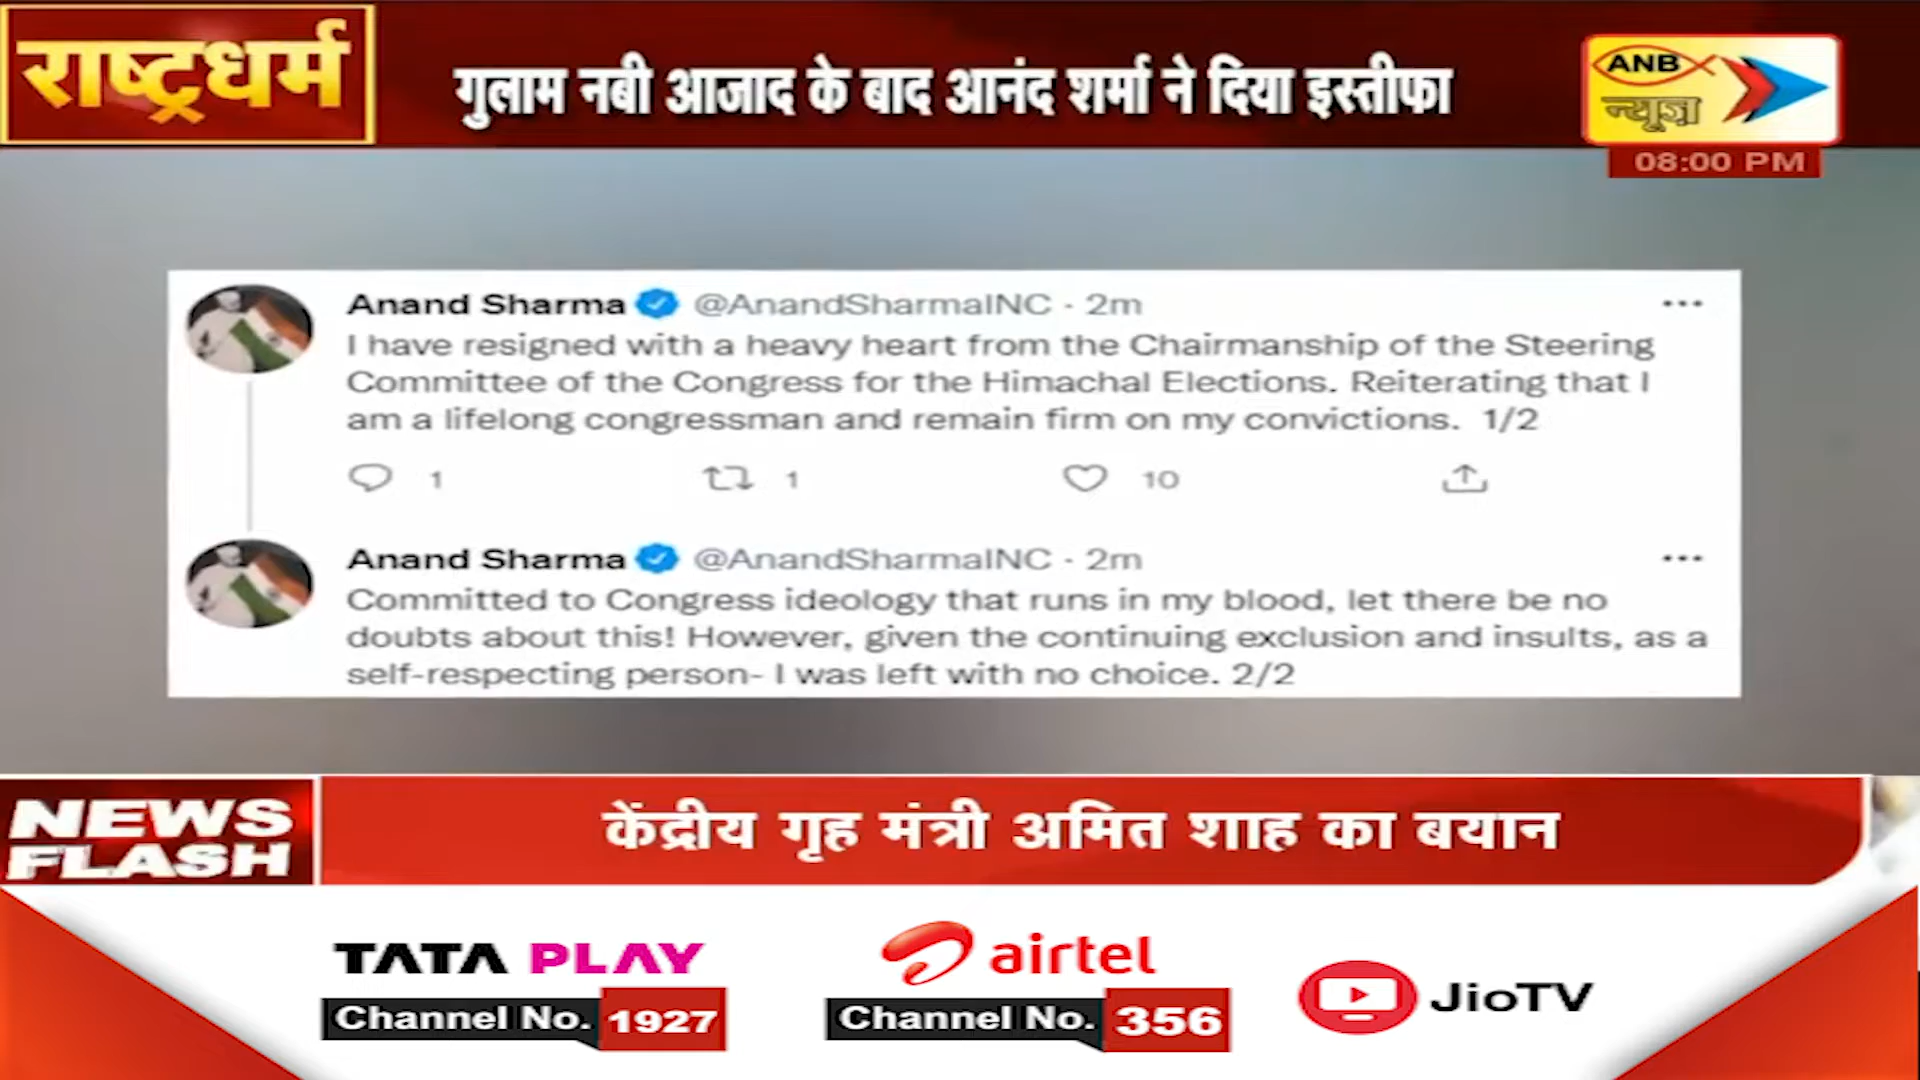 राष्ट्रधर्म
गुलाम नबी आजाद के बाद आनंद शर्मा ने दिया इस्तीफा
ANB
न्यूज़
08:00 PM
Anand Sharma @AnandSharmaINC · 2m
I have resigned with a heavy heart from the Chairmanship of the Steering
Committee of the Congress for the Himachal Elections. Reiterating that I
am a lifelong congressman and remain firm on my convictions. 1/2
1 1 10
Anand Sharma @AnandSharmaINC · 2m
Committed to Congress ideology that runs in my blood, let there be no
doubts about this! However, given the continuing exclusion and insults, as a
self-respecting person- I was left with no choice. 2/2
NEWS
FLASH
केंद्रीय गृह मंत्री अमित शाह का बयान
TATA PLAY
Channel No. 1927
airtel
Channel No. 356
JioTV